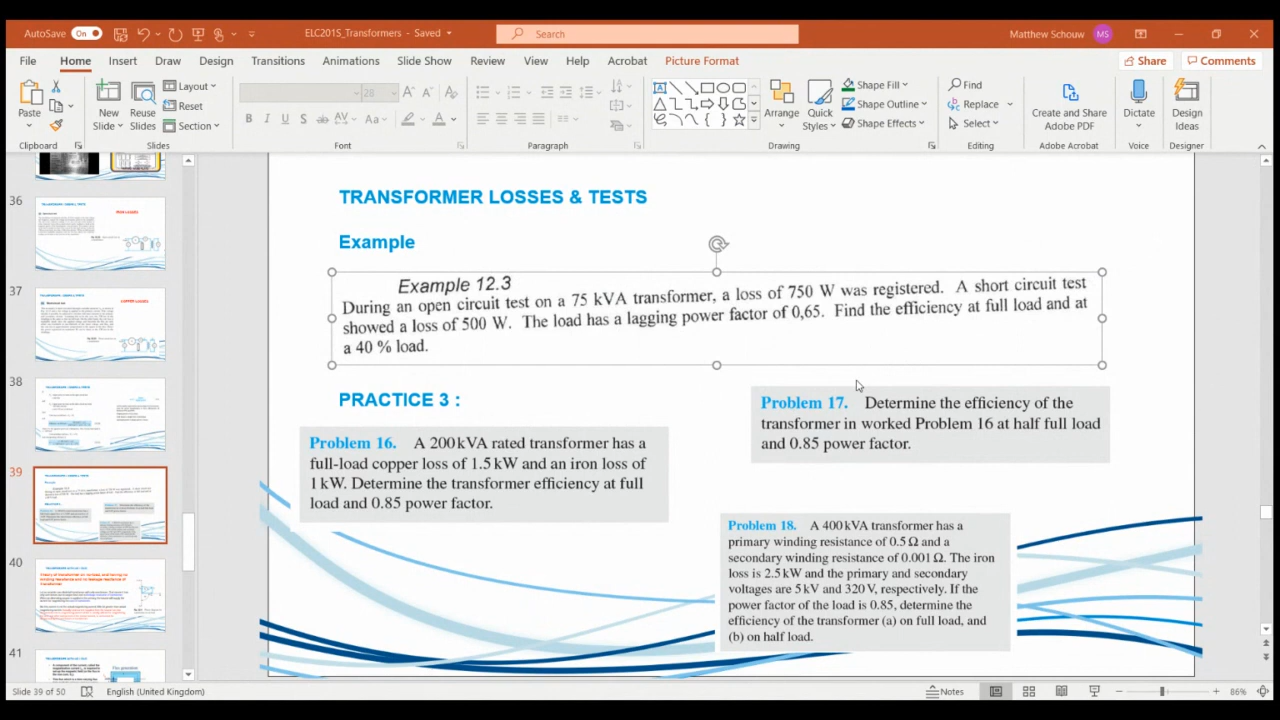 AutoSave On ELC201S_Transformers - Saved Search Matthew Schouw MS
File Home Insert Draw Design Transitions Animations Slide Show Review View Help Acrobat Picture Format Share Comments
Paste New Slide Reuse Slides Layout Reset Section 28 B I U S ab AV Aa A Arrange Quick Styles Shape Fill Shape Outline Shape Effects Find Replace Select Create and Share Adobe PDF Dictate Design Ideas
Clipboard Slides Font Paragraph Drawing Editing Adobe Acrobat Voice Designer
36
37
38
39
40
41
TRANSFORMER LOSSES & TESTS
Example
Example 12.3
During an open circuit test on a 75 kVA transformer, a loss of 750 W was registered. A short circuit test
showed a loss of 500 W. The load has a lagging power factor of 0,65. Find the efficiency at full load and at
a 40 % load.
PRACTICE 3 :
Problem 16. A 200 kVA rated transformer has a
full-load copper loss of 1.5 kW and an iron loss of
1 kW. Determine the transformer efficiency at full
load and 0.85 power factor.
Problem 17. Determine the efficiency of the
transformer in worked Problem 16 at half full load
and 0.85 power factor.
Problem 18. A 400 kVA transformer has a
primary winding resistance of 0.5 Ω and a
secondary winding resistance of 0.001 Ω. The iron
loss is 2.5 kW and the primary and secondary
voltages are 5 kV and 320 V, respectively. If the
power factor of the load is 0.85, determine the
efficiency of the transformer (a) on full load, and
(b) on half load.
Slide 39 of 50 English (United Kingdom) Notes 86%